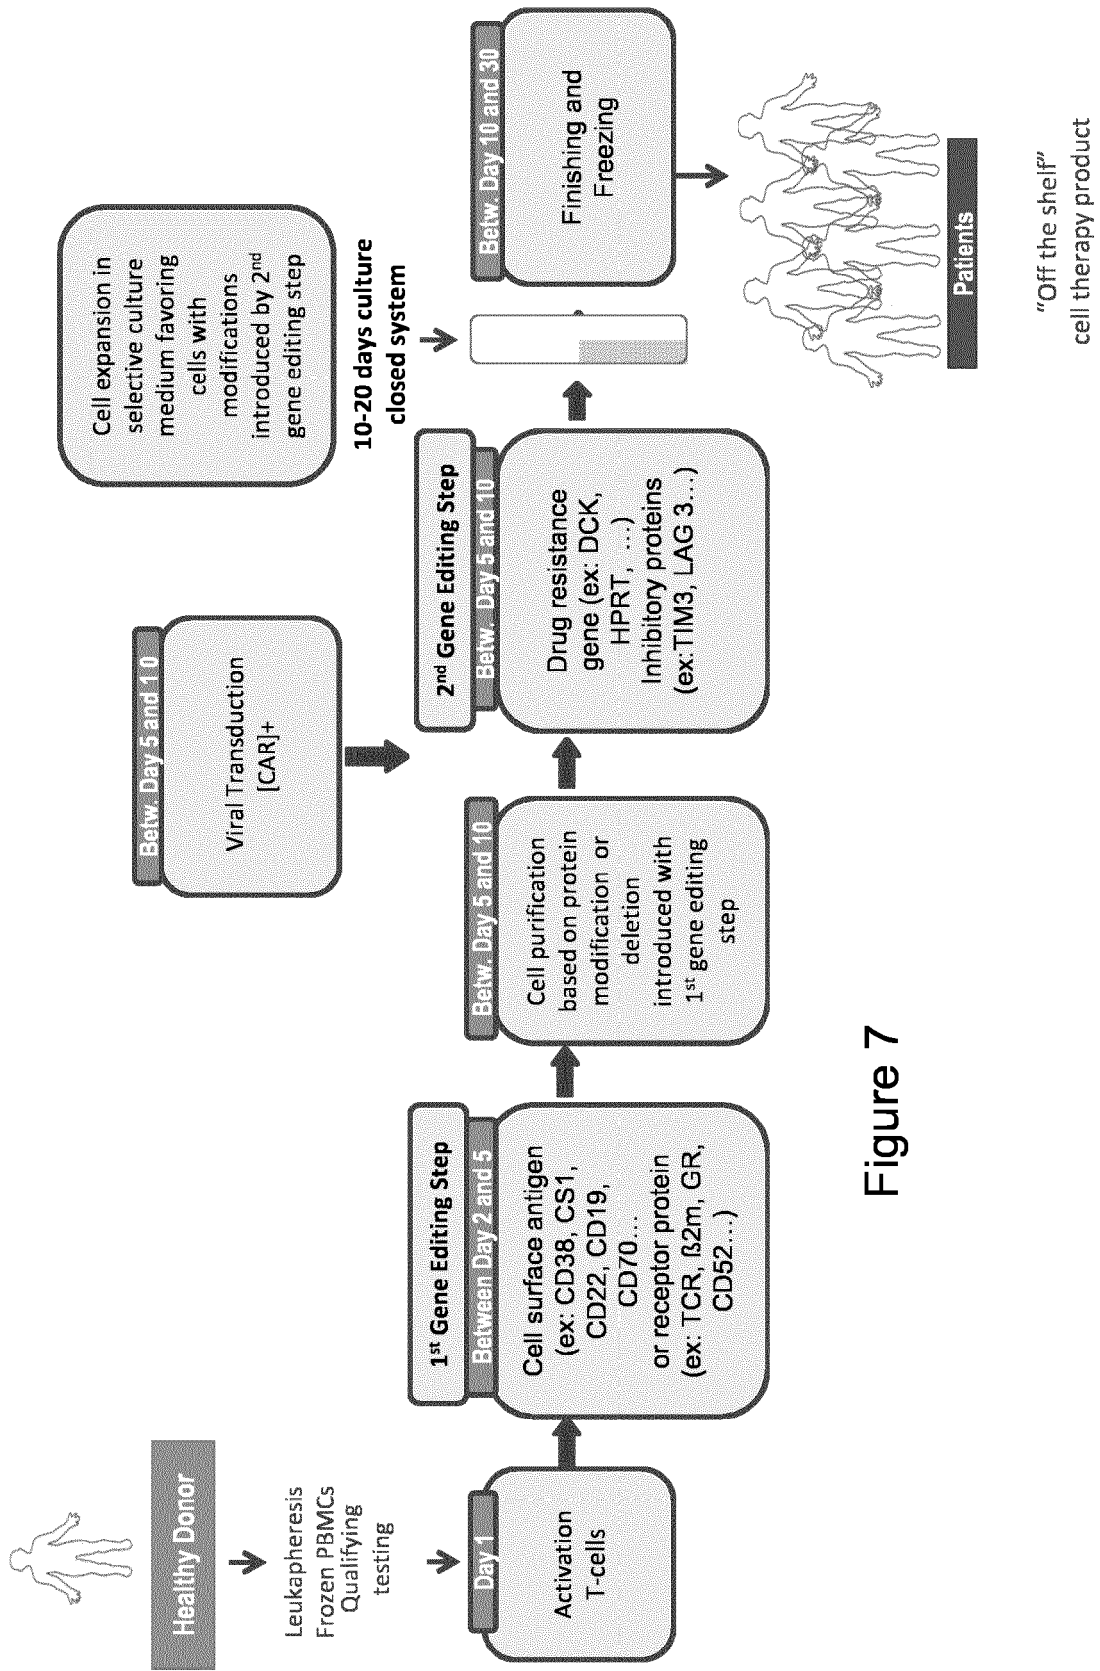 Healthy Donor
Leukapheresis
Frozen PBMCs
Qualifying
testing
Day 1
Activation
T-cells
1st Gene Editing Step
Between Day 2 and 5
Cell surface antigen
(ex: CD38, CS1,
CD22, CD19,
CD70…
or receptor protein
(ex: TCR, ß2m, GR,
CD52…)
Betw. Day 5 and 10
Cell purification
based on protein
modification or
deletion
introduced with
1st gene editing
step
Betw. Day 5 and 10
Viral Transduction
[CAR]+
2nd Gene Editing Step
Betw. Day 5 and 10
Drug resistance
gene (ex: DCK,
HPRT, …)
Inhibitory proteins
(ex:TIM3, LAG 3…)
Cell expansion in
selective culture
medium favoring
cells with
modifications
introduced by 2nd
gene editing step
10-20 days culture
closed system
Betw. Day 10 and 30
Finishing and
Freezing
Patients
"Off the shelf"
cell therapy product
Figure 7